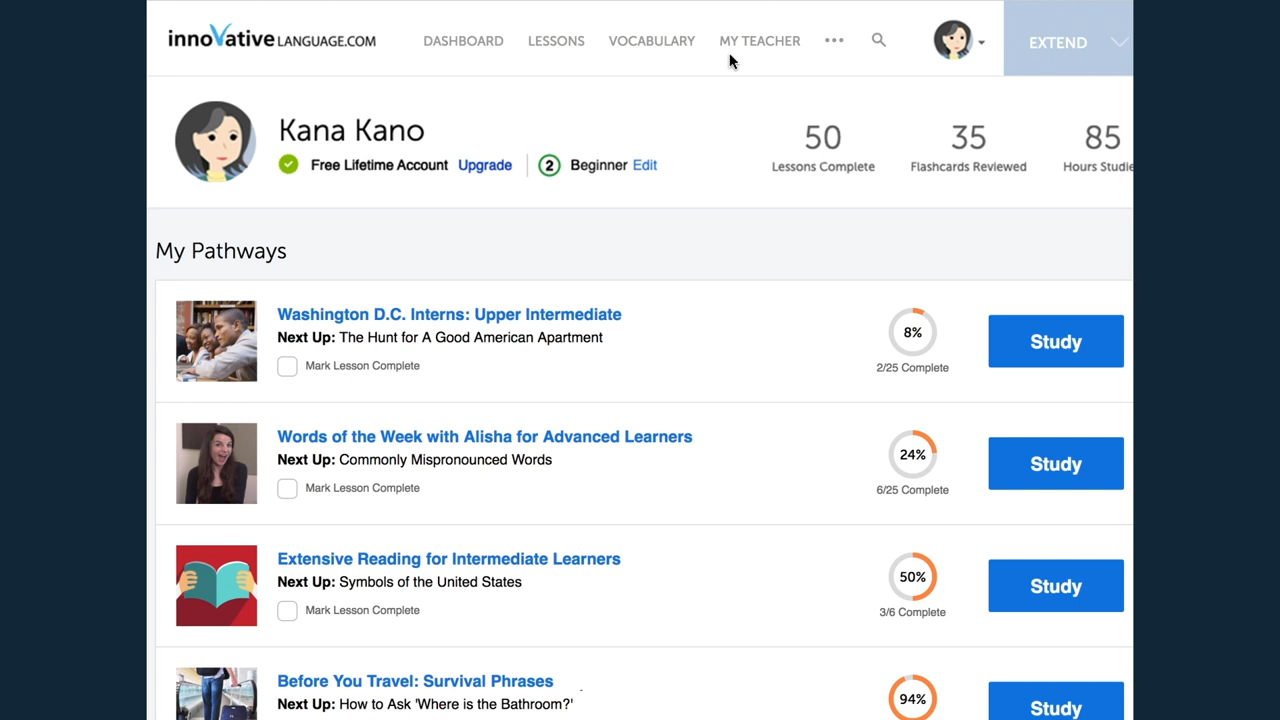 innoVative LANGUAGE.COM DASHBOARD LESSONS VOCABULARY MY TEACHER ••• EXTEND
Kana Kano
Free Lifetime Account Upgrade 2 Beginner Edit
50 35 85
Lessons Complete Flashcards Reviewed Hours Studie
My Pathways
Washington D.C. Interns: Upper Intermediate
Next Up: The Hunt for A Good American Apartment
Mark Lesson Complete
8%
2/25 Complete
Study
Words of the Week with Alisha for Advanced Learners
Next Up: Commonly Mispronounced Words
Mark Lesson Complete
24%
6/25 Complete
Study
Extensive Reading for Intermediate Learners
Next Up: Symbols of the United States
Mark Lesson Complete
50%
3/6 Complete
Study
Before You Travel: Survival Phrases
Next Up: How to Ask 'Where is the Bathroom?'
94%
Study